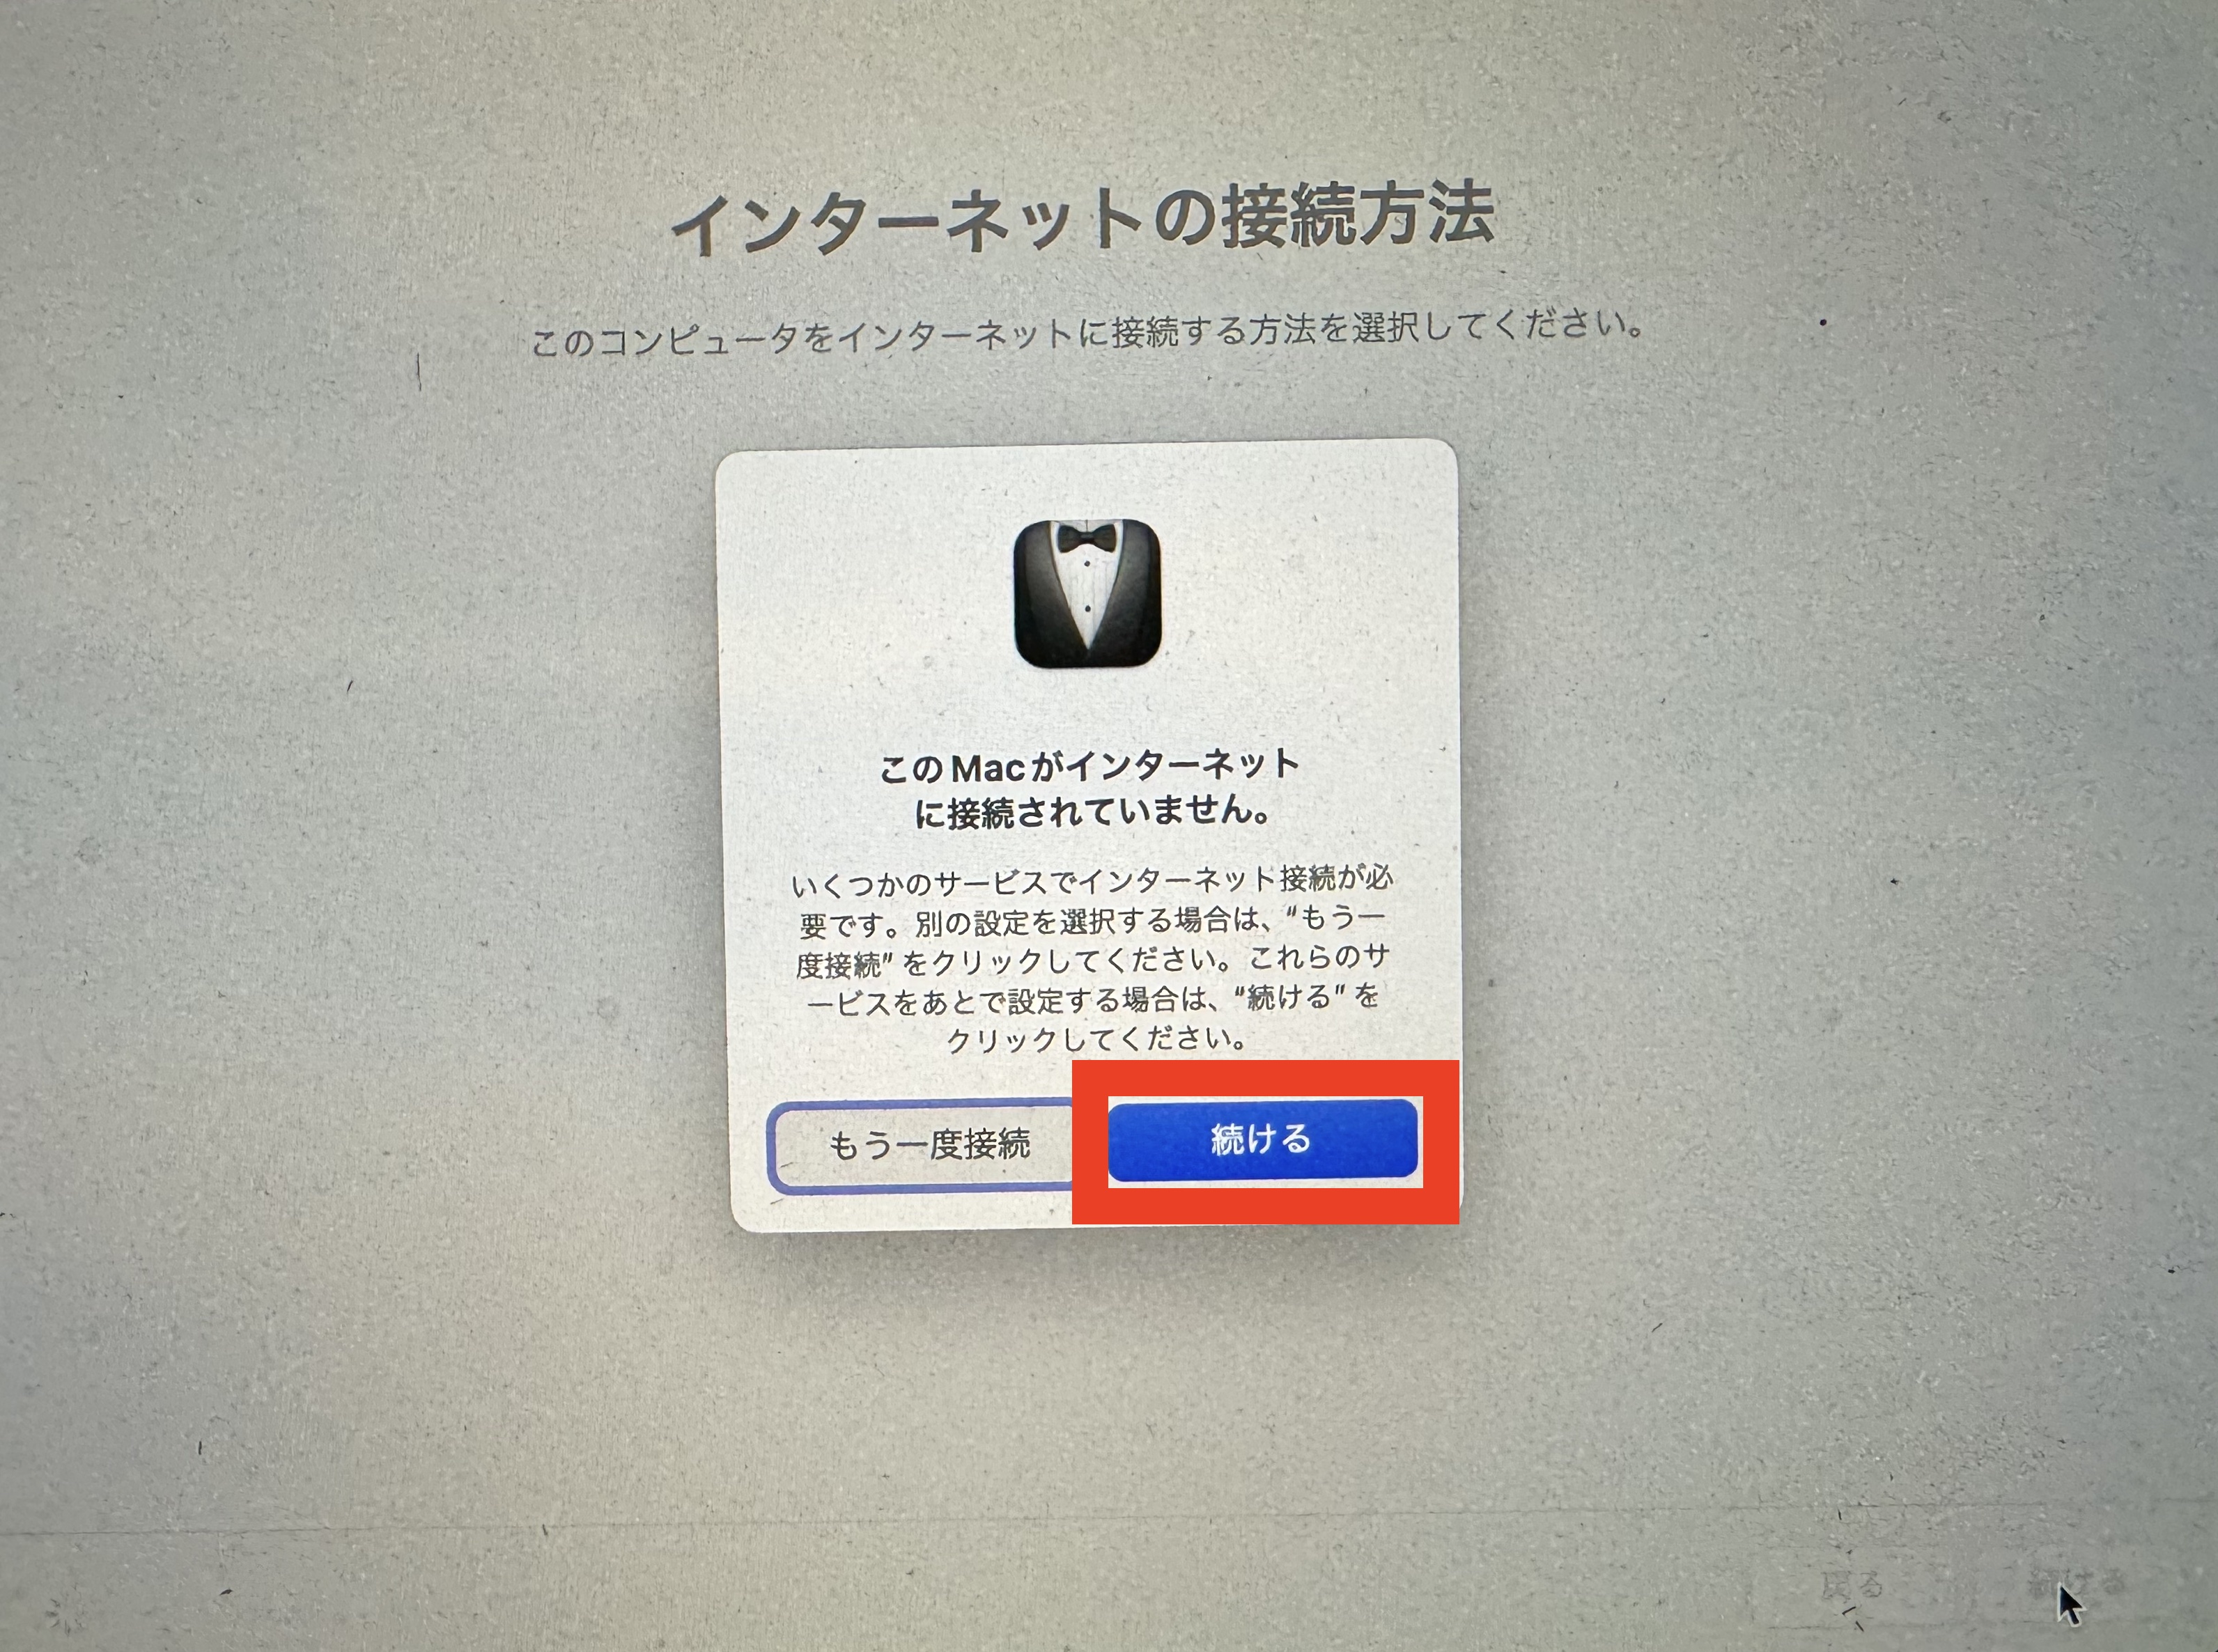 インターネットの接続方法
このコンピュータをインターネットに接続する方法を選択してください。
このMacがインターネット
に接続されていません。
いくつかのサービスでインターネット接続が必
要です。別の設定を選択する場合は、“もう一
度接続”をクリックしてください。これらのサ
ービスをあとで設定する場合は、“続ける”を
クリックしてください。
もう一度接続
続ける
戻る
続ける